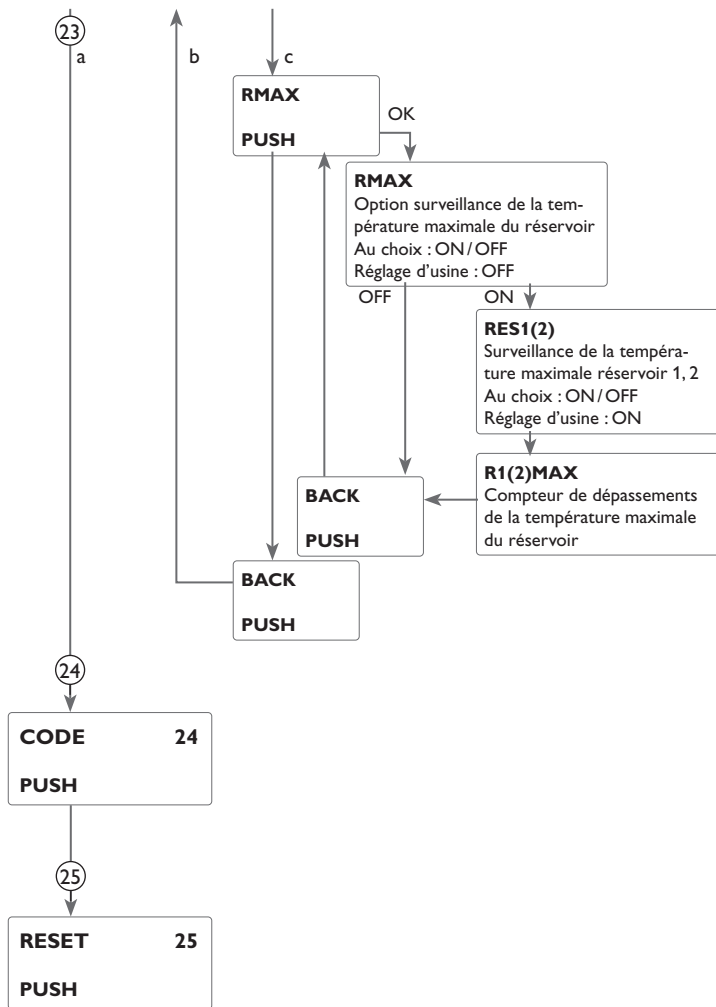 23
a
b
c
RMAX
PUSH
OK
RMAX
Option surveillance de la tem-
pérature maximale du réservoir
Au choix : ON/OFF
Réglage d'usine : OFF
OFF
ON
RES1(2)
Surveillance de la tempéra-
ture maximale réservoir 1, 2
Au choix : ON/OFF
Réglage d'usine : ON
R1(2)MAX
Compteur de dépassements
de la température maximale
du réservoir
BACK
PUSH
BACK
PUSH
24
CODE 24
PUSH
25
RESET 25
PUSH